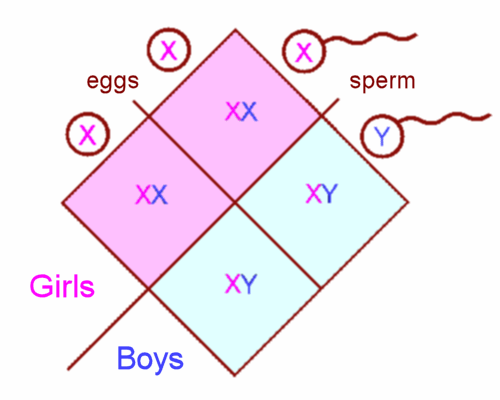 X X
eggs sperm
XX
X Y
XX XY
XY
Girls
Boys